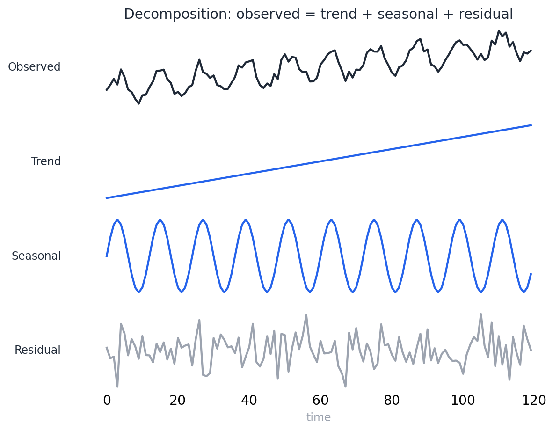 Decomposition: observed = trend + seasonal + residual
Observed
Trend
Seasonal
Residual
0 20 40 60 80 100 120
time